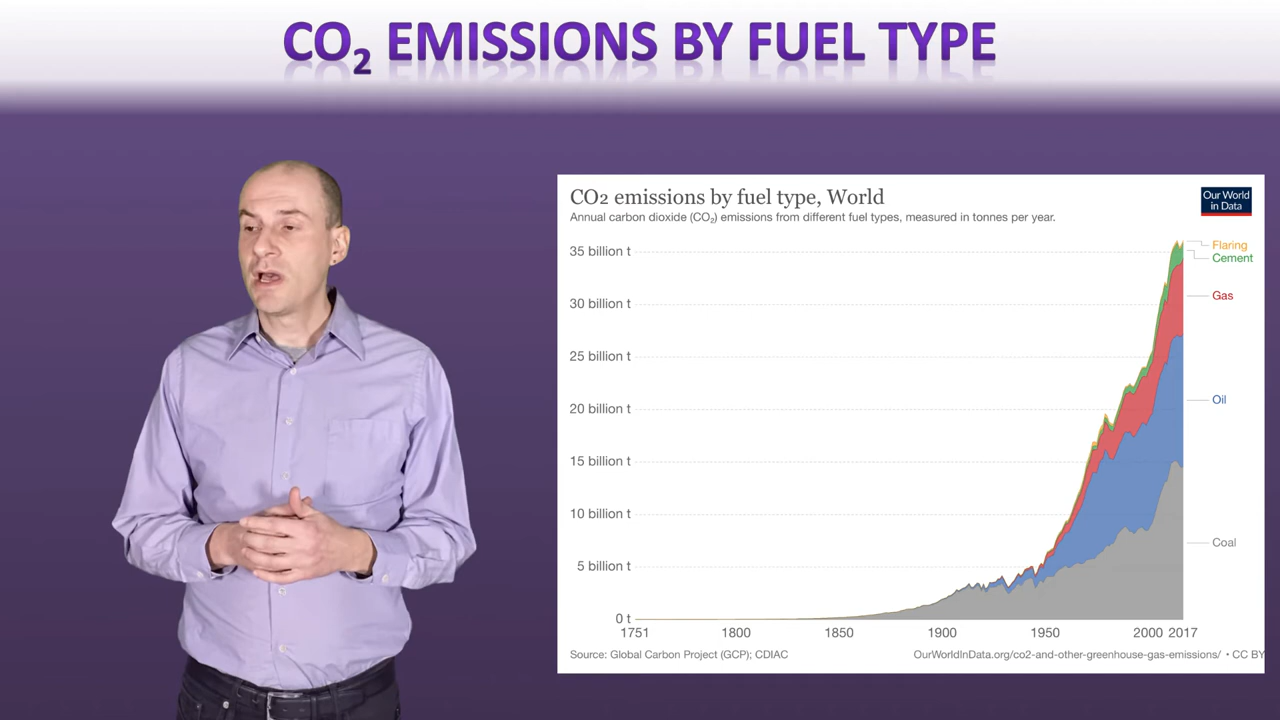 CO₂ EMISSIONS BY FUEL TYPE
CO2 emissions by fuel type, World
Annual carbon dioxide (CO₂) emissions from different fuel types, measured in tonnes per year.
Our World
in Data
35 billion t
30 billion t
25 billion t
20 billion t
15 billion t
10 billion t
5 billion t
0 t
Flaring
Cement
Gas
Oil
Coal
1751 1800 1850 1900 1950 2000 2017
Source: Global Carbon Project (GCP); CDIAC
OurWorldInData.org/co2-and-other-greenhouse-gas-emissions/ • CC BY